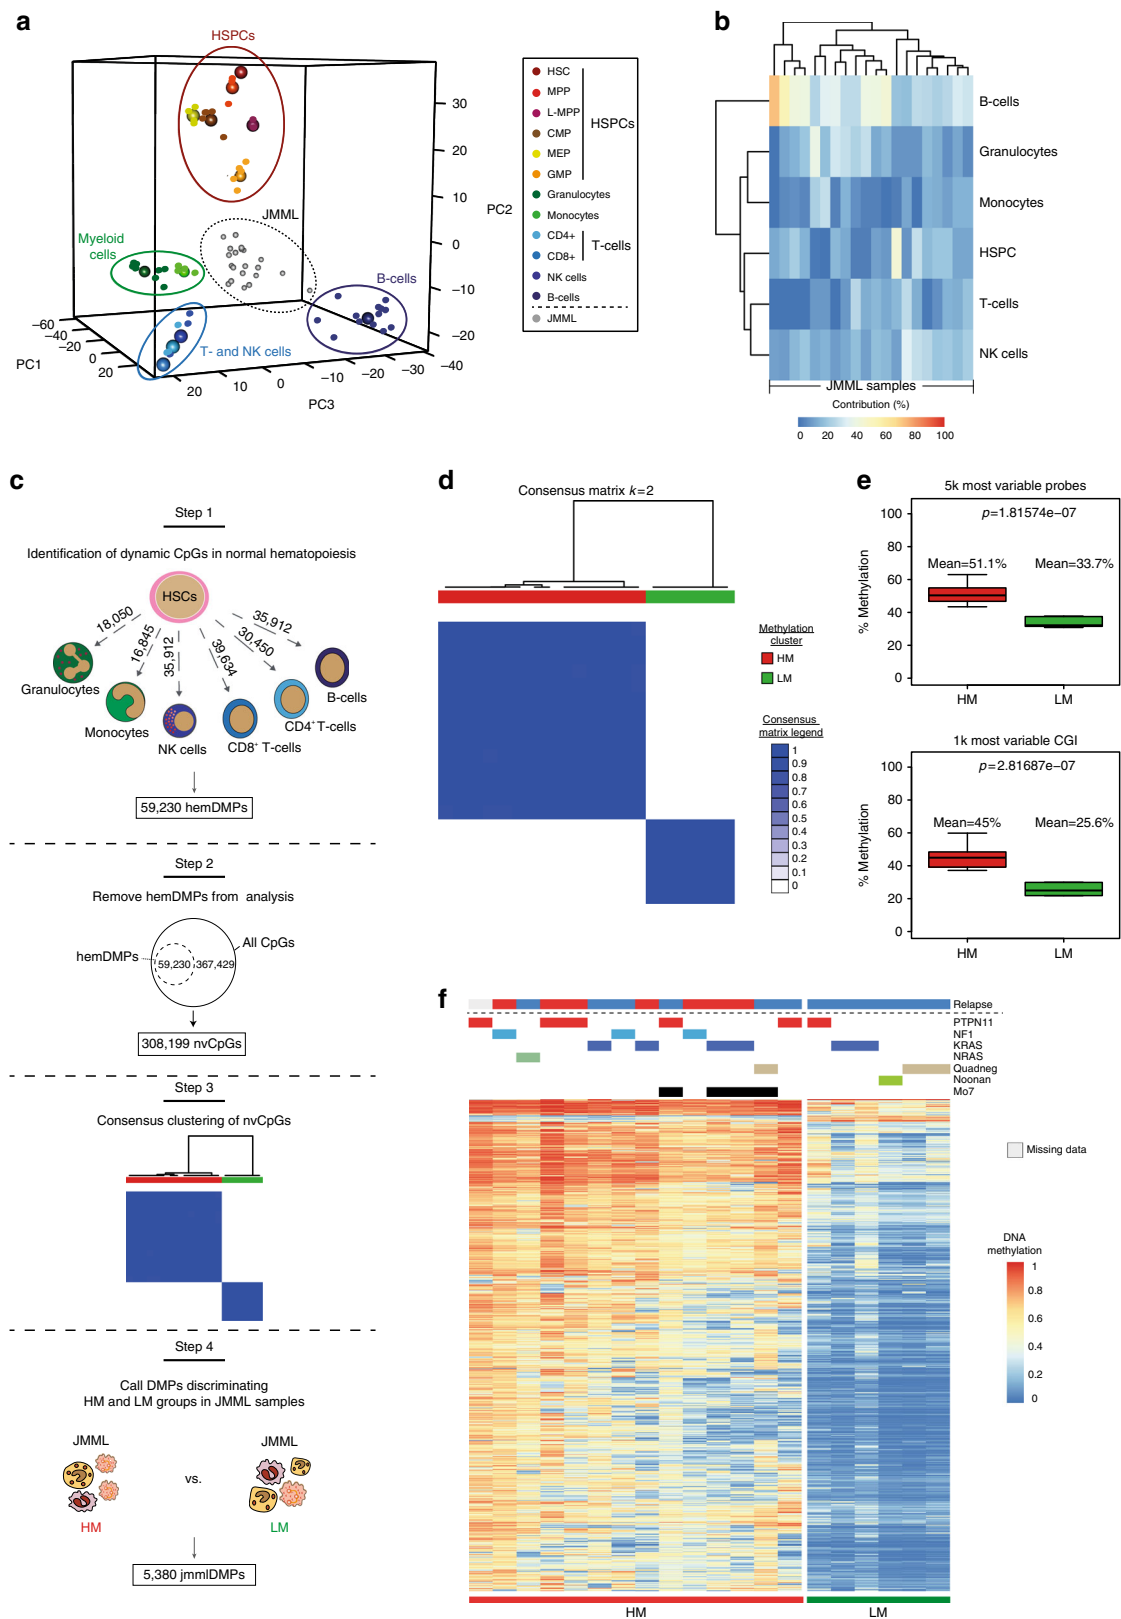 a
HSPCs
JMML
Myeloid
cells
B-cells
T- and NK cells
PC2
30
20
10
0
−10
−20
−60
−40
−20
0
20
PC1
20
10
0
−10
−20
−30
−40
PC3
HSC
MPP
L-MPP
CMP
MEP
GMP
HSPCs
Granulocytes
Monocytes
CD4+
CD8+
T-cells
NK cells
B-cells
JMML
b
B-cells
Granulocytes
Monocytes
HSPC
T-cells
NK cells
JMML samples
Contribution (%)
0 20 40 60 80 100
c
Step 1
Identification of dynamic CpGs in normal hematopoiesis
HSCs
18,050
16,845
35,912
39,634
30,450
35,912
Granulocytes
Monocytes
NK cells
CD8+ T-cells
CD4+ T-cells
B-cells
59,230 hemDMPs
Step 2
Remove hemDMPs from analysis
hemDMPs
All CpGs
59,230
367,429
308,199 nvCpGs
Step 3
Consensus clustering of nvCpGs
Step 4
Call DMPs discriminating
HM and LM groups in JMML samples
JMML
JMML
vs.
HM
LM
5,380 jmmlDMPs
d
Consensus matrix k=2
Methylation
cluster
HM
LM
Consensus
matrix legend
1
0.9
0.8
0.7
0.6
0.5
0.4
0.3
0.2
0.1
0
e
5k most variable probes
p=1.81574e−07
Mean=51.1%
Mean=33.7%
% Methylation
100
80
60
40
20
0
HM
LM
1k most variable CGI
p=2.81687e−07
Mean=45%
Mean=25.6%
% Methylation
100
80
60
40
20
0
HM
LM
f
Relapse
PTPN11
NF1
KRAS
NRAS
Quadneg
Noonan
Mo7
Missing data
DNA
methylation
1
0.8
0.6
0.4
0.2
0
HM
LM